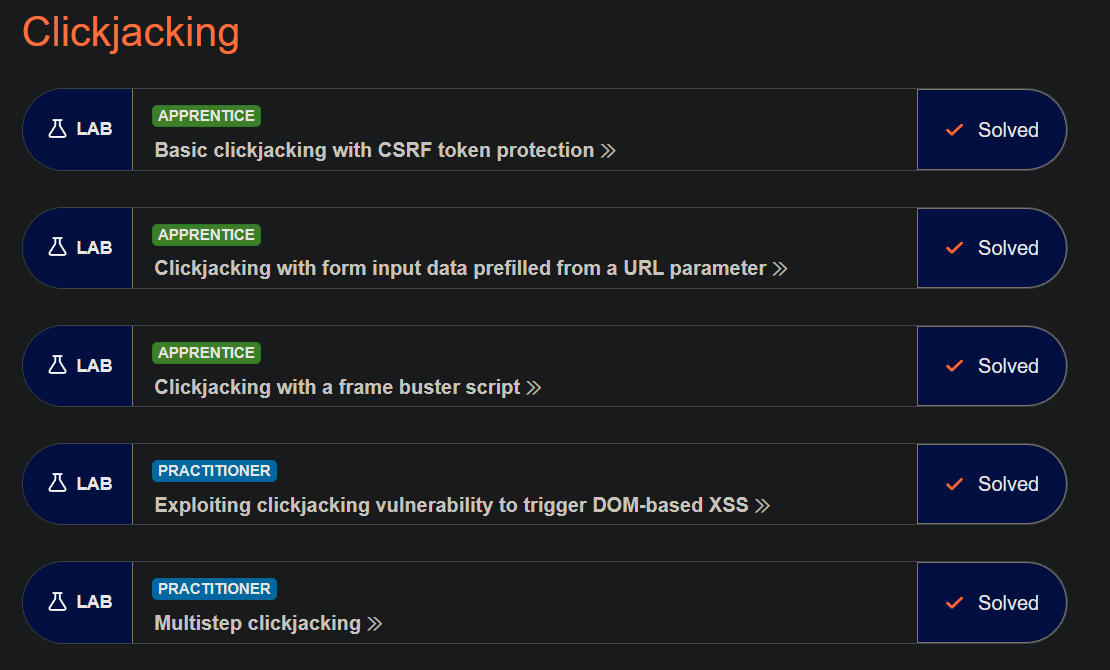 Clickjacking
LAB
APPRENTICE
Basic clickjacking with CSRF token protection
Solved
LAB
APPRENTICE
Clickjacking with form input data prefilled from a URL parameter
Solved
LAB
APPRENTICE
Clickjacking with a frame buster script
Solved
LAB
PRACTITIONER
Exploiting clickjacking vulnerability to trigger DOM-based XSS
Solved
LAB
PRACTITIONER
Multistep clickjacking
Solved